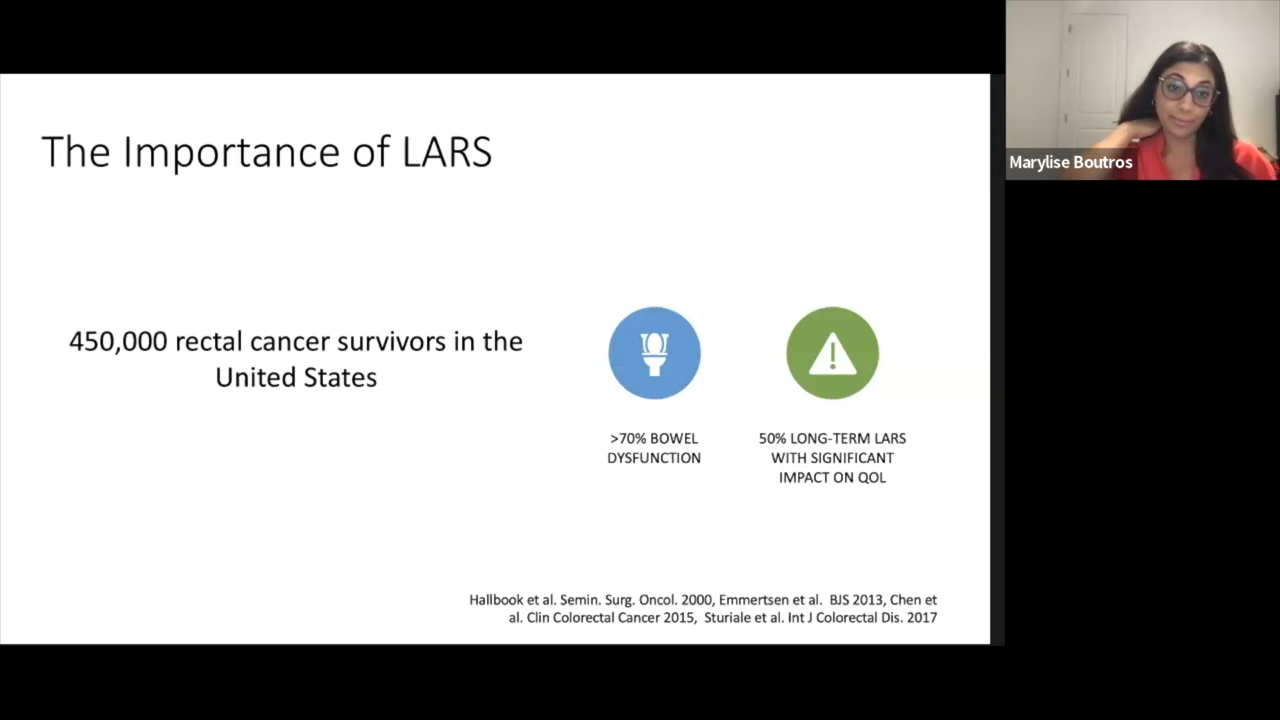 The Importance of LARS
Marylise Boutros
450,000 rectal cancer survivors in the
United States
>70% BOWEL
DYSFUNCTION
50% LONG-TERM LARS
WITH SIGNIFICANT
IMPACT ON QOL
Hallbook et al. Semin. Surg. Oncol. 2000, Emmertsen et al. BJS 2013, Chen et
al. Clin Colorectal Cancer 2015, Sturiale et al. Int J Colorectal Dis. 2017